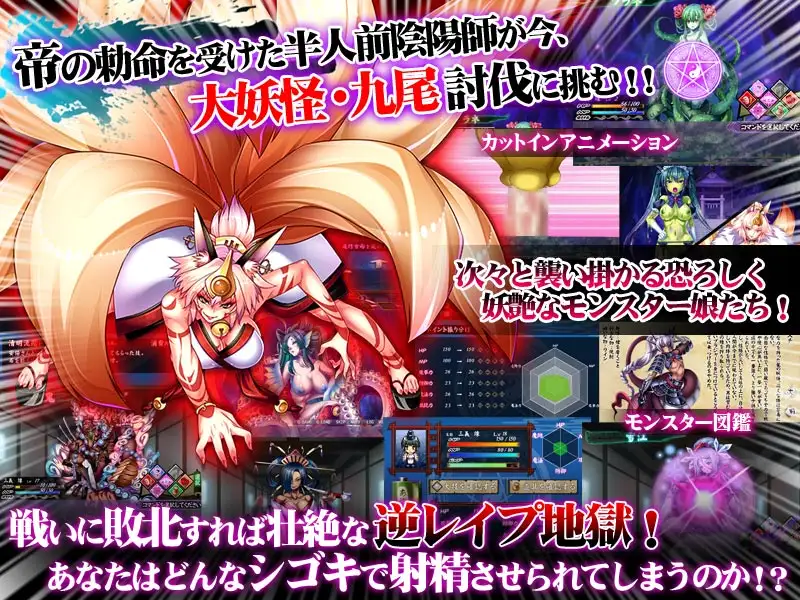 帝の勅命を受けた半人前陰陽師が今、
大妖怪・九尾 討伐に挑む!!
カットインアニメーション
次々と襲い掛かる恐ろしく
妖艶なモンスター娘たち！
モンスター図鑑
戦いに敗北すれば壮絶な 逆レイプ地獄！
あなたはどんなシゴキで射精させられてしまうのか!?